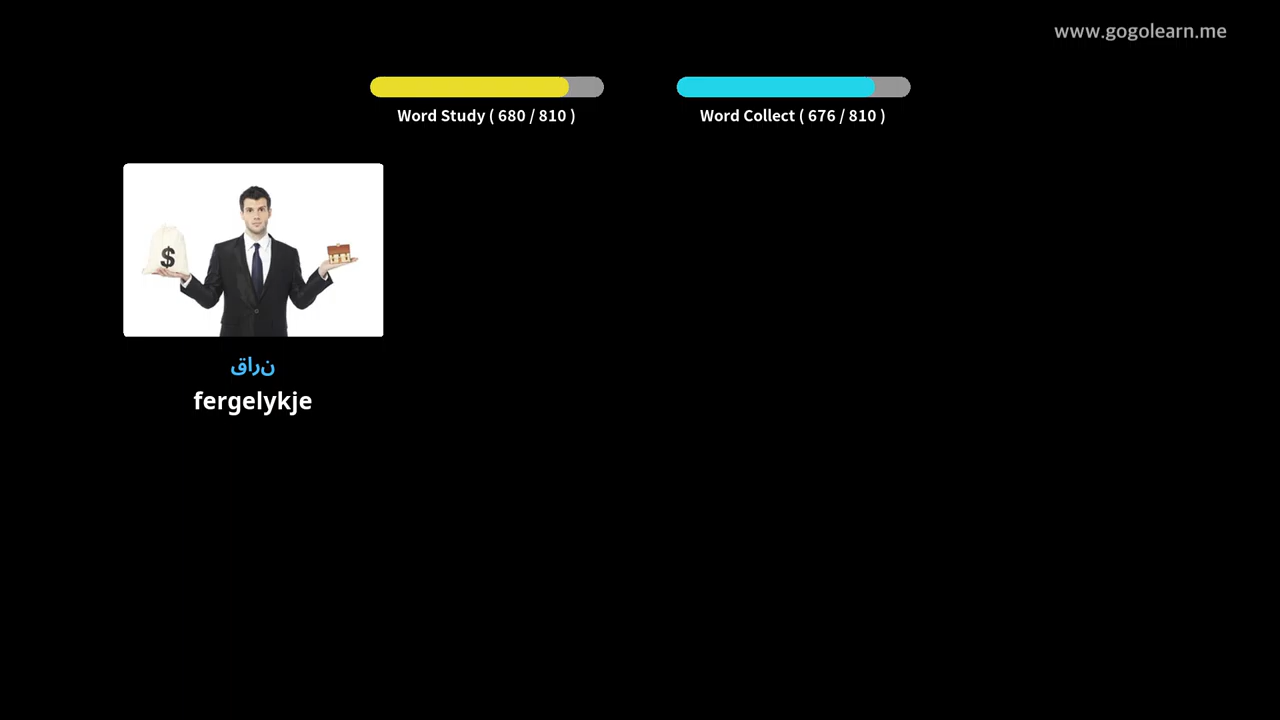 www.gogolearn.me
Word Study ( 680 / 810 )
Word Collect ( 676 / 810 )
$
قارن
fergelykje